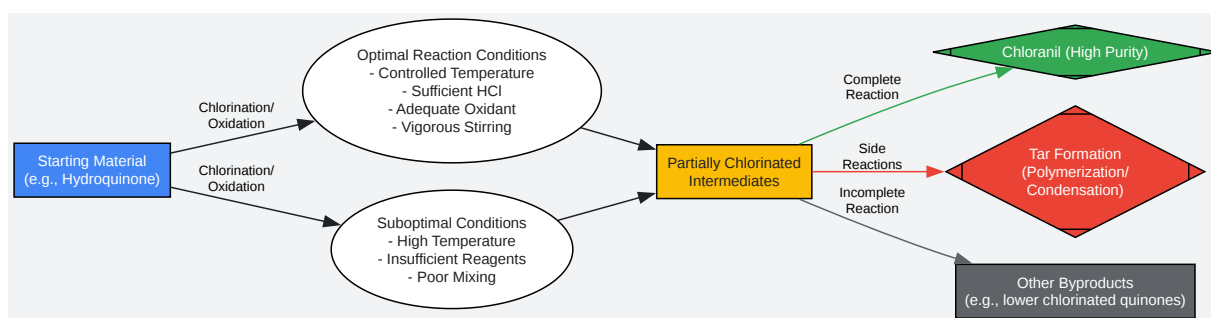 Starting Material
(e.g., Hydroquinone)
Chlorination/
Oxidation
Chlorination/
Oxidation
Optimal Reaction Conditions
- Controlled Temperature
- Sufficient HCl
- Adequate Oxidant
- Vigorous Stirring
Suboptimal Conditions
- High Temperature
- Insufficient Reagents
- Poor Mixing
Partially Chlorinated
Intermediates
Complete
Reaction
Side
Reactions
Incomplete
Reaction
Chloranil (High Purity)
Tar Formation
(Polymerization/
Condensation)
Other Byproducts
(e.g., lower chlorinated quinones)